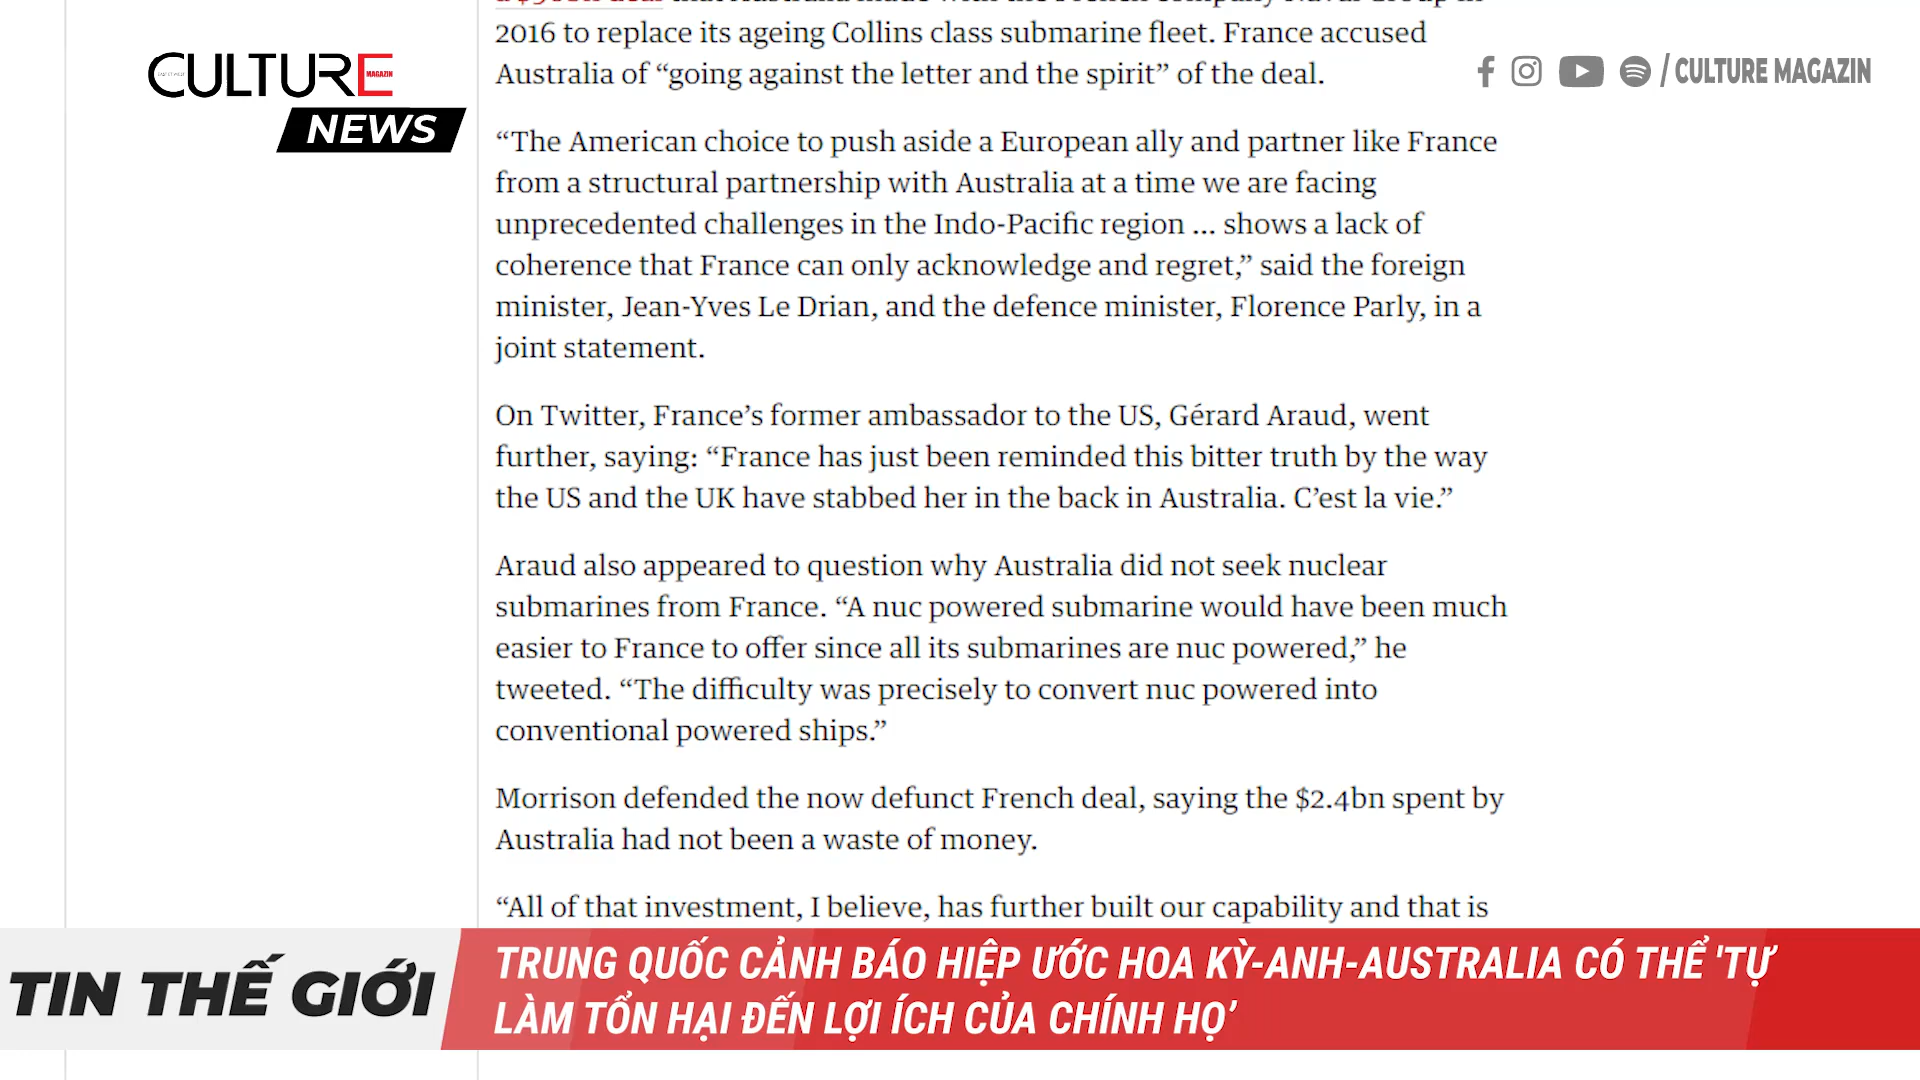 2016 to replace its ageing Collins class submarine fleet. France accused
Australia of “going against the letter and the spirit” of the deal.
CULTURE
MAGAZIN
NEWS
/ CULTURE MAGAZIN
“The American choice to push aside a European ally and partner like France
from a structural partnership with Australia at a time we are facing
unprecedented challenges in the Indo-Pacific region ... shows a lack of
coherence that France can only acknowledge and regret,” said the foreign
minister, Jean-Yves Le Drian, and the defence minister, Florence Parly, in a
joint statement.
On Twitter, France’s former ambassador to the US, Gérard Araud, went
further, saying: “France has just been reminded this bitter truth by the way
the US and the UK have stabbed her in the back in Australia. C’est la vie.”
Araud also appeared to question why Australia did not seek nuclear
submarines from France. “A nuc powered submarine would have been much
easier to France to offer since all its submarines are nuc powered,” he
tweeted. “The difficulty was precisely to convert nuc powered into
conventional powered ships.”
Morrison defended the now defunct French deal, saying the $2.4bn spent by
Australia had not been a waste of money.
“All of that investment, I believe, has further built our capability and that is
TIN THẾ GIỚI
TRUNG QUỐC CẢNH BÁO HIỆP ƯỚC HOA KỲ-ANH-AUSTRALIA CÓ THỂ 'TỰ
LÀM TỔN HẠI ĐẾN LỢI ÍCH CỦA CHÍNH HỌ’